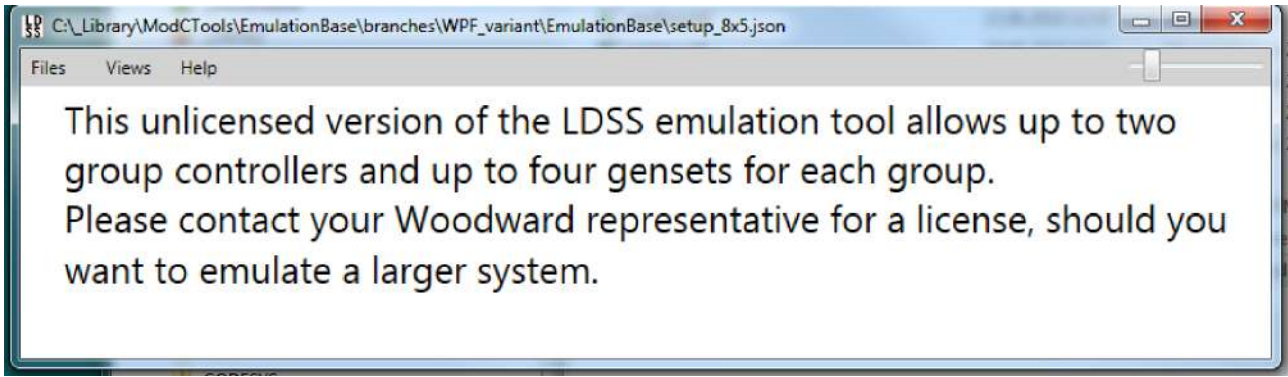 LDSS C:\_Library\ModCTools\EmulationBase\branches\WPF_variant\EmulationBase\setup_8x5.json
Files Views Help
This unlicensed version of the LDSS emulation tool allows up to two
group controllers and up to four gensets for each group.
Please contact your Woodward representative for a license, should you
want to emulate a larger system.